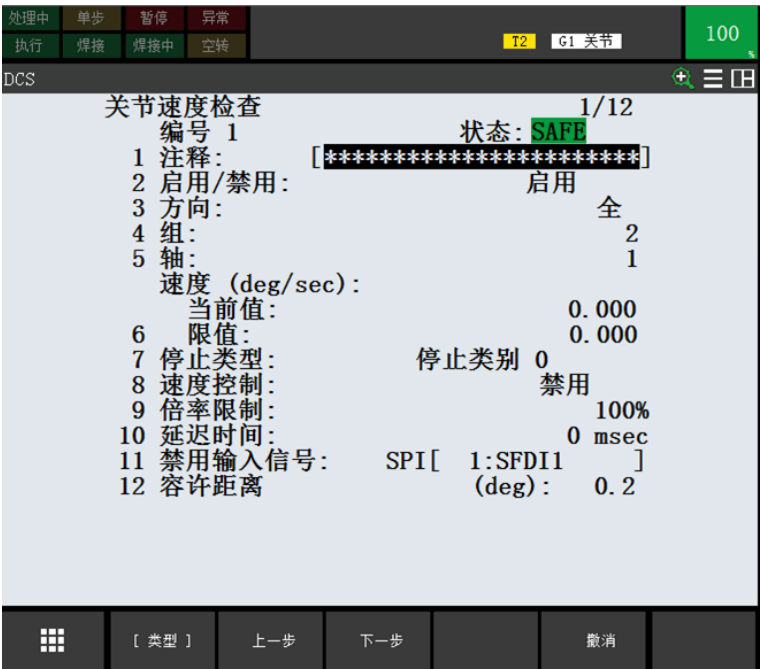 处理中 单步 暂停 异常
执行 焊接 焊接中 空转
T2 G1 关节
100
%
DCS
关节速度检查 1/12
编号 1 状态: SAFE
1 注释: [************************]
2 启用/禁用: 启用
3 方向: 全
4 组: 2
5 轴: 1
速度 (deg/sec):
当前值: 0.000
6 限值: 0.000
7 停止类型: 停止类别 0
8 速度控制: 禁用
9 倍率限制: 100%
10 延迟时间: 0 msec
11 禁用输入信号: SPI[ 1:SFDI1 ]
12 容许距离 (deg): 0.2
[ 类型 ] 上一步 下一步 撤消